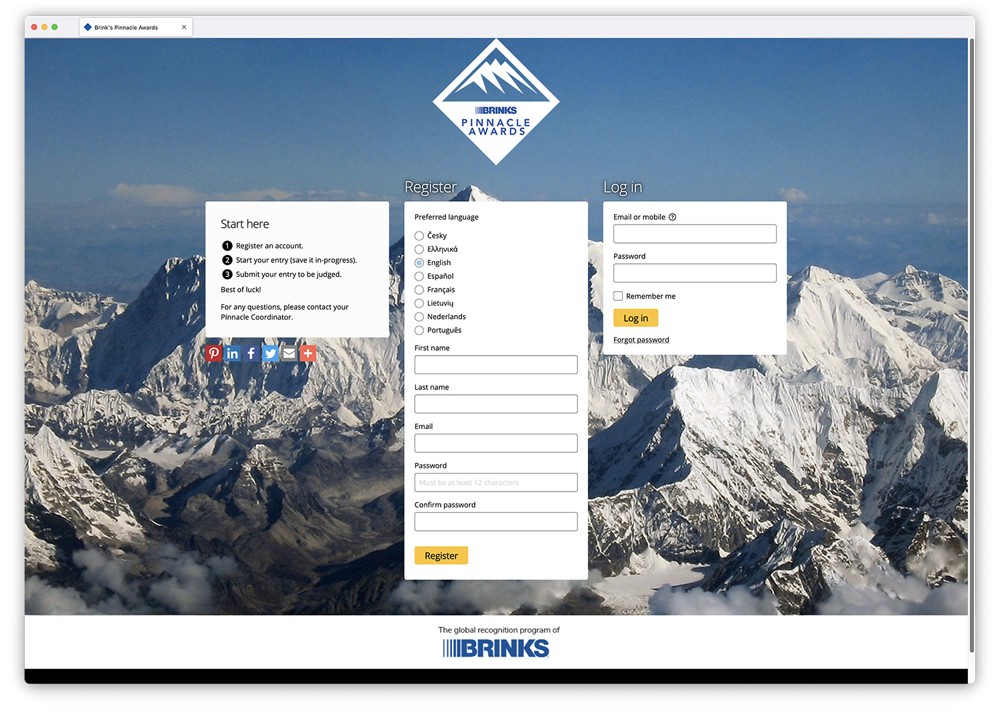 Brink's Pinnacle Awards
BRINKS
PINNACLE
AWARDS
Start here
1 Register an account.
2 Start your entry (save it in-progress).
3 Submit your entry to be judged.
Best of luck!
For any questions, please contact your
PInnacle Coordinator.
Register
Preferred language
Česky
Ελληνικά
English
Español
Français
Lietuvių
Nederlands
Português
First name
Last name
Email
Password
Must be at least 12 characters
Confirm password
Register
Log in
Email or mobile ?
Password
Remember me
Log in
Forgot password
The global recognition program of
BRINKS